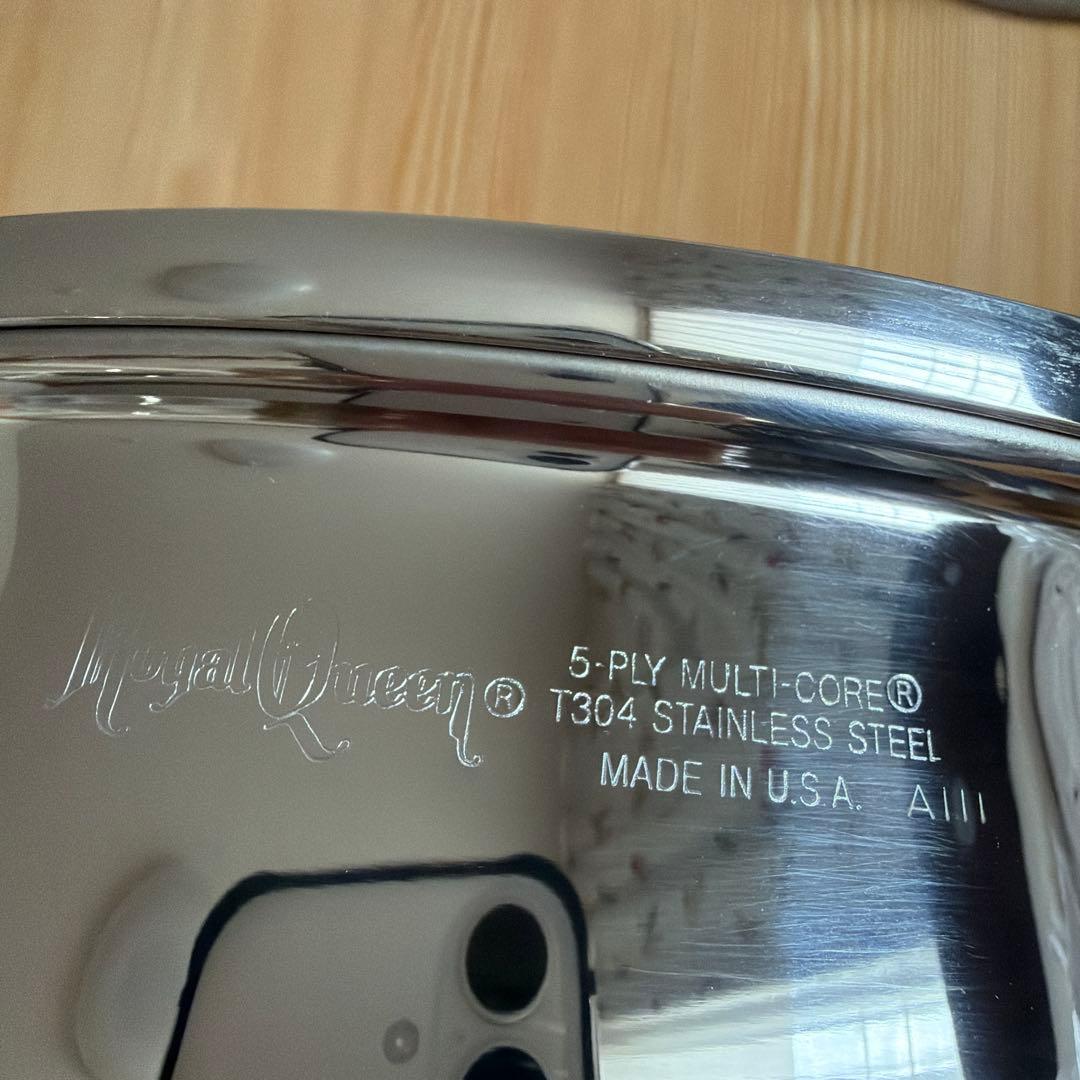 Royal Queen®
5-PLY MULTI-CORE®
T304 STAINLESS STEEL
MADE IN U.S.A. A111